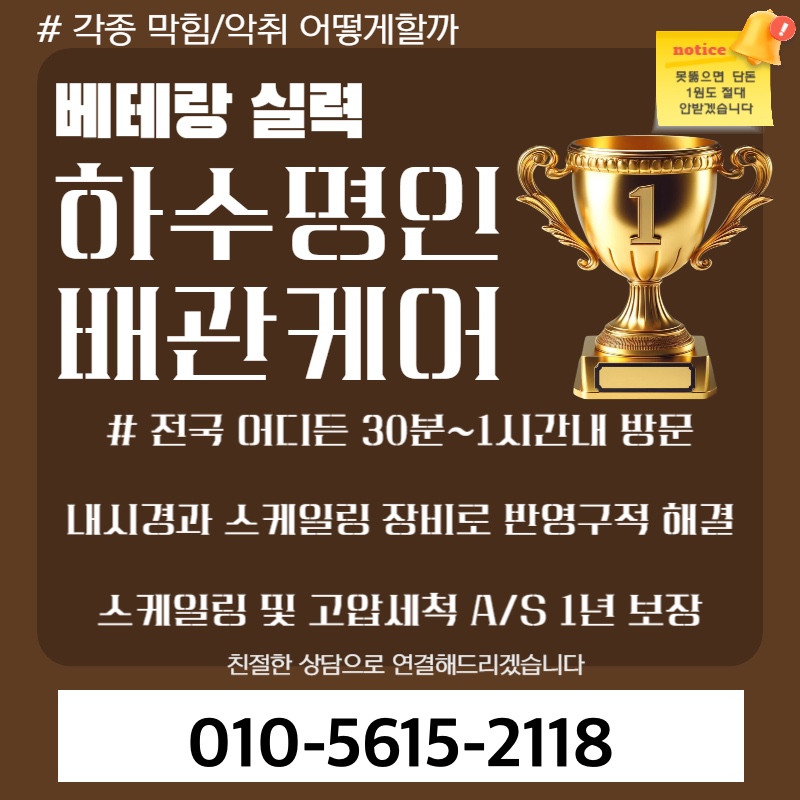 # 각종 막힘/악취 어떻게할까
notice
못뚫으면 단돈
1원도 절대
안받겠습니다
베테랑 실력
하수명인
배관케어
1
# 전국 어디든 30분~1시간내 방문
내시경과 스케일링 장비로 반영구적 해결
스케일링 및 고압세척 A/S 1년 보장
친절한 상담으로 연결해드리겠습니다
010-5615-2118